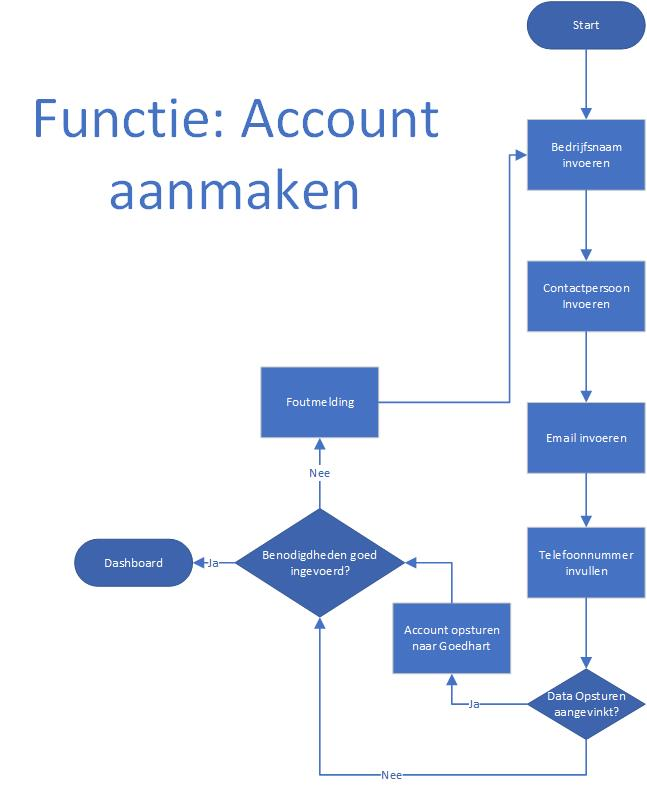 Start
Functie: Account
aanmaken
Bedrijfsnaam
invoeren
Contactpersoon
Invoeren
Foutmelding
Email invoeren
Nee
Telefoonnummer
invullen
Benodigdheden goed
ingevoerd?
Ja
Dashboard
Account opsturen
naar Goedhart
Data Opsturen
aangevinkt?
Ja
Nee